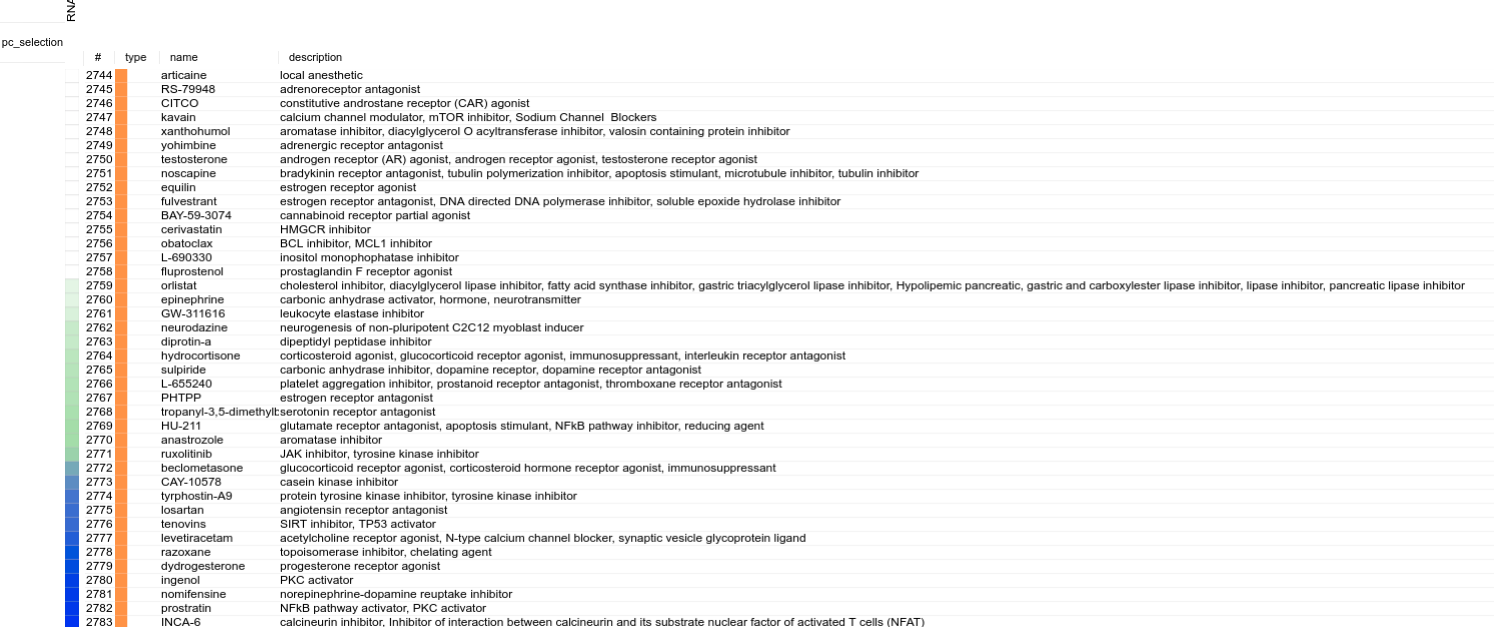 RNA
pc_selection
# type name description
2744 articaine local anesthetic
2745 RS-79948 adrenoreceptor antagonist
2746 CITCO constitutive androstane receptor (CAR) agonist
2747 kavain calcium channel modulator, mTOR inhibitor, Sodium Channel  Blockers
2748 xanthohumol aromatase inhibitor, diacylglycerol O acyltransferase inhibitor, valosin containing protein inhibitor
2749 yohimbine adrenergic receptor antagonist
2750 testosterone androgen receptor (AR) agonist, androgen receptor agonist, testosterone receptor agonist
2751 noscapine bradykinin receptor antagonist, tubulin polymerization inhibitor, apoptosis stimulant, microtubule inhibitor, tubulin inhibitor
2752 equilin estrogen receptor agonist
2753 fulvestrant estrogen receptor antagonist, DNA directed DNA polymerase inhibitor, soluble epoxide hydrolase inhibitor
2754 BAY-59-3074 cannabinoid receptor partial agonist
2755 cerivastatin HMGCR inhibitor
2756 obatoclax BCL inhibitor, MCL1 inhibitor
2757 L-690330 inositol monophosphatase inhibitor
2758 fluprostenol prostaglandin F receptor agonist
2759 orlistat cholesterol inhibitor, diacylglycerol lipase inhibitor, fatty acid synthase inhibitor, gastric triacylglycerol lipase inhibitor, Hypolipemic pancreatic, gastric and carboxylester lipase inhibitor, lipase inhibitor, pancreatic lipase inhibitor
2760 epinephrine carbonic anhydrase activator, hormone, neurotransmitter
2761 GW-311616 leukocyte elastase inhibitor
2762 neurodazine neurogenesis of non-pluripotent C2C12 myoblast inducer
2763 diprotin-a dipeptidyl peptidase inhibitor
2764 hydrocortisone corticosteroid agonist, glucocorticoid receptor agonist, immunosuppressant, interleukin receptor antagonist
2765 sulpiride carbonic anhydrase inhibitor, dopamine receptor, dopamine receptor antagonist
2766 L-655240 platelet aggregation inhibitor, prostanoid receptor antagonist, thromboxane receptor antagonist
2767 PHTPP estrogen receptor antagonist
2768 tropanyl-3,5-dimethylb serotonin receptor antagonist
2769 HU-211 glutamate receptor antagonist, apoptosis stimulant, NFkB pathway inhibitor, reducing agent
2770 anastrozole aromatase inhibitor
2771 ruxolitinib JAK inhibitor, tyrosine kinase inhibitor
2772 beclometasone glucocorticoid receptor agonist, corticosteroid hormone receptor agonist, immunosuppressant
2773 CAY-10578 casein kinase inhibitor
2774 tyrphostin-A9 protein tyrosine kinase inhibitor, tyrosine kinase inhibitor
2775 losartan angiotensin receptor antagonist
2776 tenovins SIRT inhibitor, TP53 activator
2777 levetiracetam acetylcholine receptor agonist, N-type calcium channel blocker, synaptic vesicle glycoprotein ligand
2778 razoxane topoisomerase inhibitor, chelating agent
2779 dydrogesterone progesterone receptor agonist
2780 ingenol PKC activator
2781 nomifensine norepinephrine-dopamine reuptake inhibitor
2782 prostratin NFkB pathway activator, PKC activator
2783 INCA-6 calcineurin inhibitor, Inhibitor of interaction between calcineurin and its substrate nuclear factor of activated T cells (NFAT)